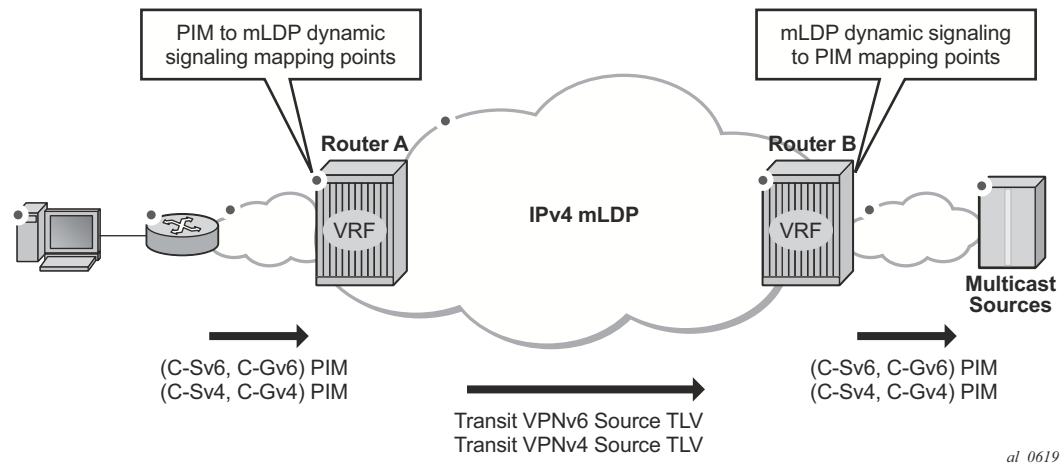 PIM to mLDP dynamic
signaling mapping points
mLDP dynamic signaling
to PIM mapping points
Router A
Router B
VRF
IPv4 mLDP
VRF
Multicast
Sources
(C-Sv6, C-Gv6) PIM
(C-Sv4, C-Gv4) PIM
(C-Sv6, C-Gv6) PIM
(C-Sv4, C-Gv4) PIM
Transit VPNv6 Source TLV
Transit VPNv4 Source TLV
al_0619